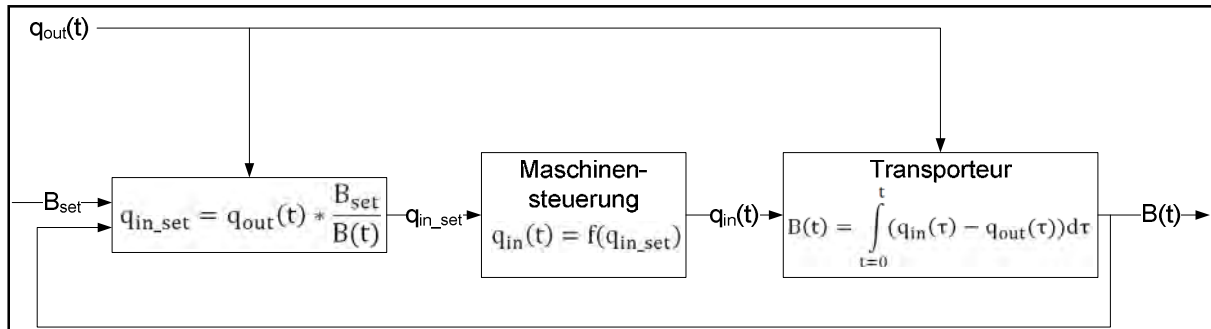 q_out(t)
B_set
q_in_set = q_out(t) * B_set / B(t)
q_in_set
Maschinen-
steuerung
q_in(t) = f(q_in_set)
q_in(t)
Transporteur
B(t) = ∫_{t=0}^{t} (q_in(τ) − q_out(τ))dτ
B(t)